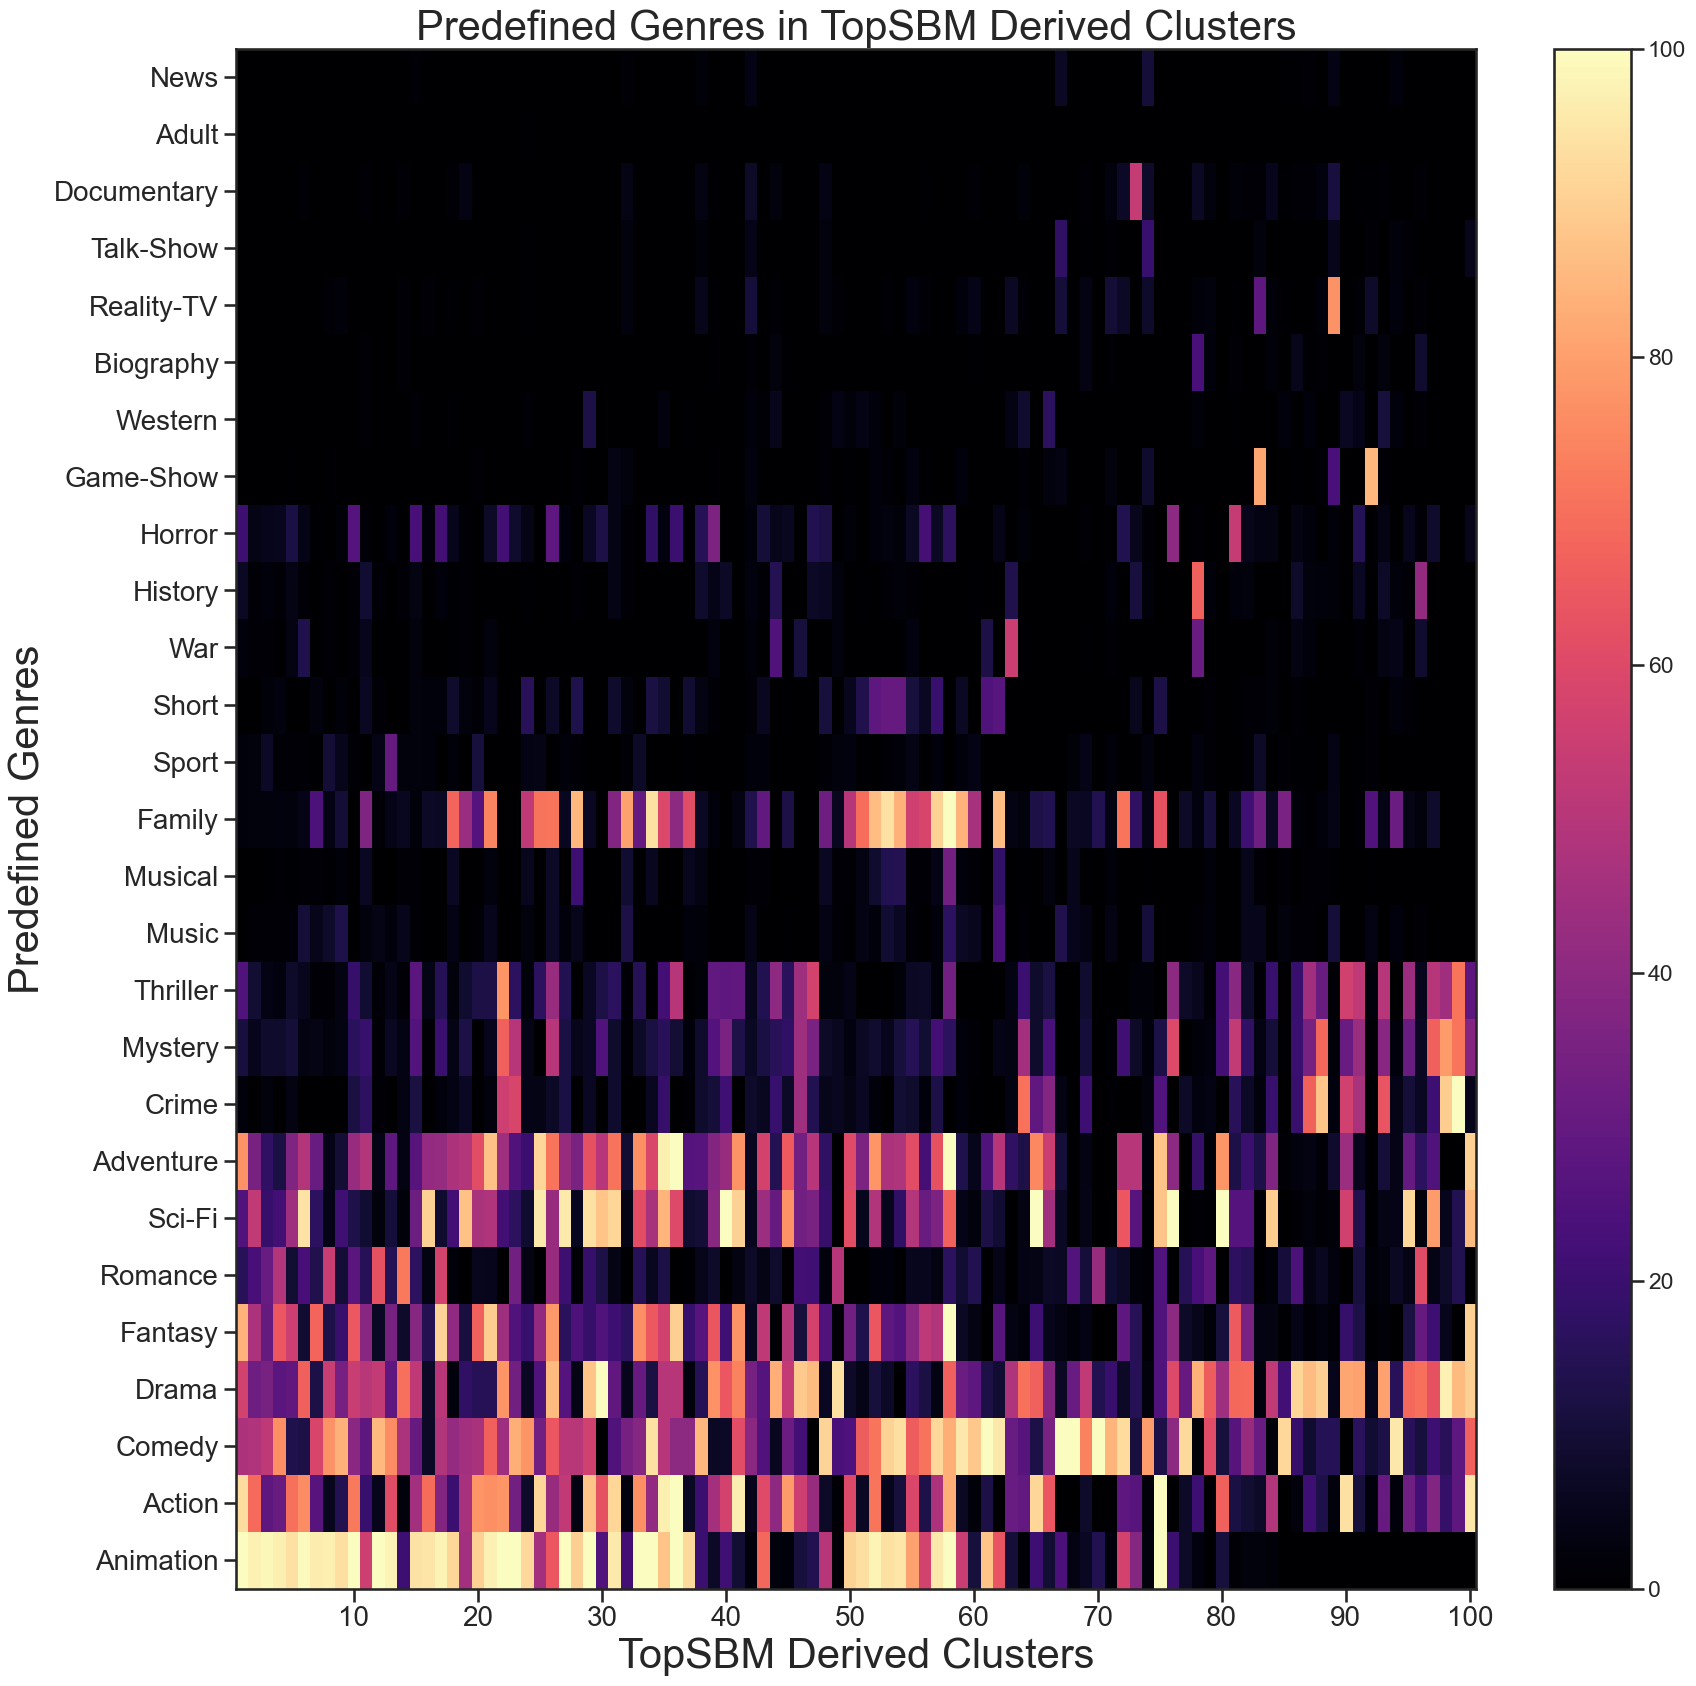 Predefined Genres in TopSBM Derived Clusters
Predefined Genres
News
Adult
Documentary
Talk-Show
Reality-TV
Biography
Western
Game-Show
Horror
History
War
Short
Sport
Family
Musical
Music
Thriller
Mystery
Crime
Adventure
Sci-Fi
Romance
Fantasy
Drama
Comedy
Action
Animation
10 20 30 40 50 60 70 80 90 100
TopSBM Derived Clusters
100
80
60
40
20
0